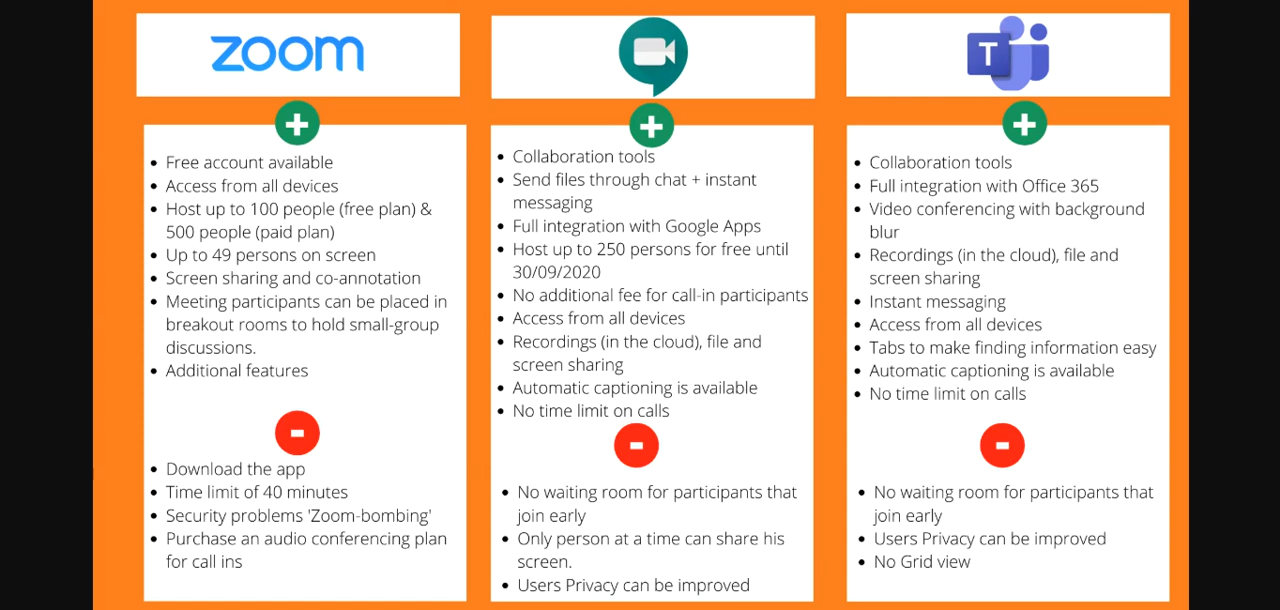 zoom
+
Free account available
Access from all devices
Host up to 100 people (free plan) &
500 people (paid plan)
Up to 49 persons on screen
Screen sharing and co-annotation
Meeting participants can be placed in
breakout rooms to hold small-group
discussions.
Additional features
-
Download the app
Time limit of 40 minutes
Security problems 'Zoom-bombing'
Purchase an audio conferencing plan
for call ins
+
Collaboration tools
Send files through chat + instant
messaging
Full integration with Google Apps
Host up to 250 persons for free until
30/09/2020
No additional fee for call-in participants
Access from all devices
Recordings (in the cloud), file and
screen sharing
Automatic captioning is available
No time limit on calls
-
No waiting room for participants that
join early
Only person at a time can share his
screen.
Users Privacy can be improved
T
+
Collaboration tools
Full integration with Office 365
Video conferencing with background
blur
Recordings (in the cloud), file and
screen sharing
Instant messaging
Access from all devices
Tabs to make finding information easy
Automatic captioning is available
No time limit on calls
-
No waiting room for participants that
join early
Users Privacy can be improved
No Grid view